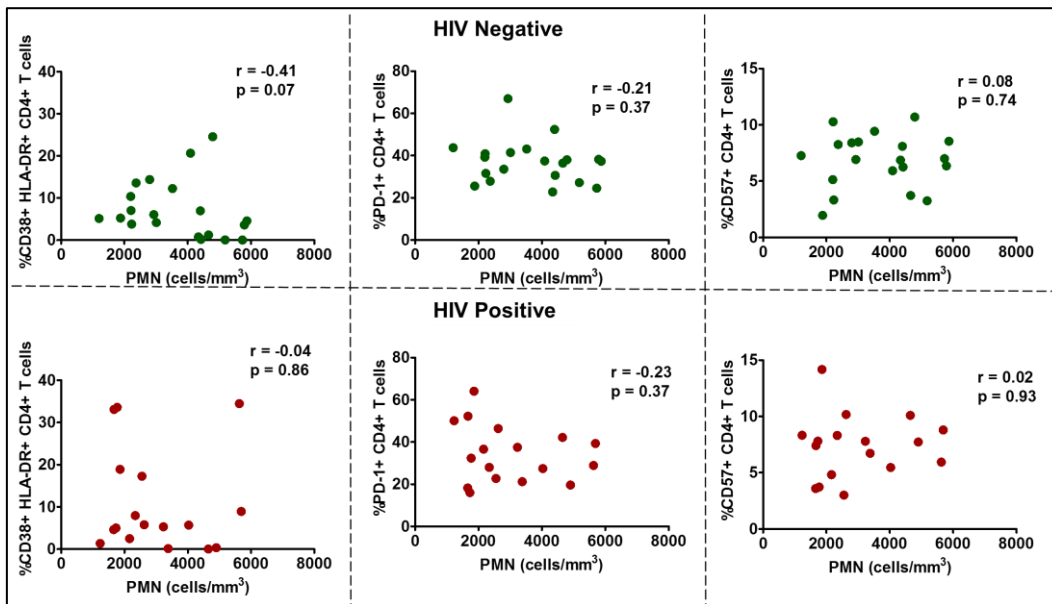 HIV Negative
%CD38+ HLA-DR+ CD4+ T cells
40
30
20
10
0
r = -0.41
p = 0.07
0 2000 4000 6000 8000
PMN (cells/mm³)
%PD-1+ CD4+ T cells
80
60
40
20
0
r = -0.21
p = 0.37
0 2000 4000 6000 8000
PMN (cells/mm³)
%CD57+ CD4+ T cells
15
10
5
0
r = 0.08
p = 0.74
0 2000 4000 6000 8000
PMN (cells/mm³)
HIV Positive
%CD38+ HLA-DR+ CD4+ T cells
40
30
20
10
0
r = -0.04
p = 0.86
0 2000 4000 6000 8000
PMN (cells/mm³)
%PD-1+ CD4+ T cells
80
60
40
20
0
r = -0.23
p = 0.37
0 2000 4000 6000 8000
PMN (cells/mm³)
%CD57+ CD4+ T cells
15
10
5
0
r = 0.02
p = 0.93
0 2000 4000 6000 8000
PMN (cells/mm³)